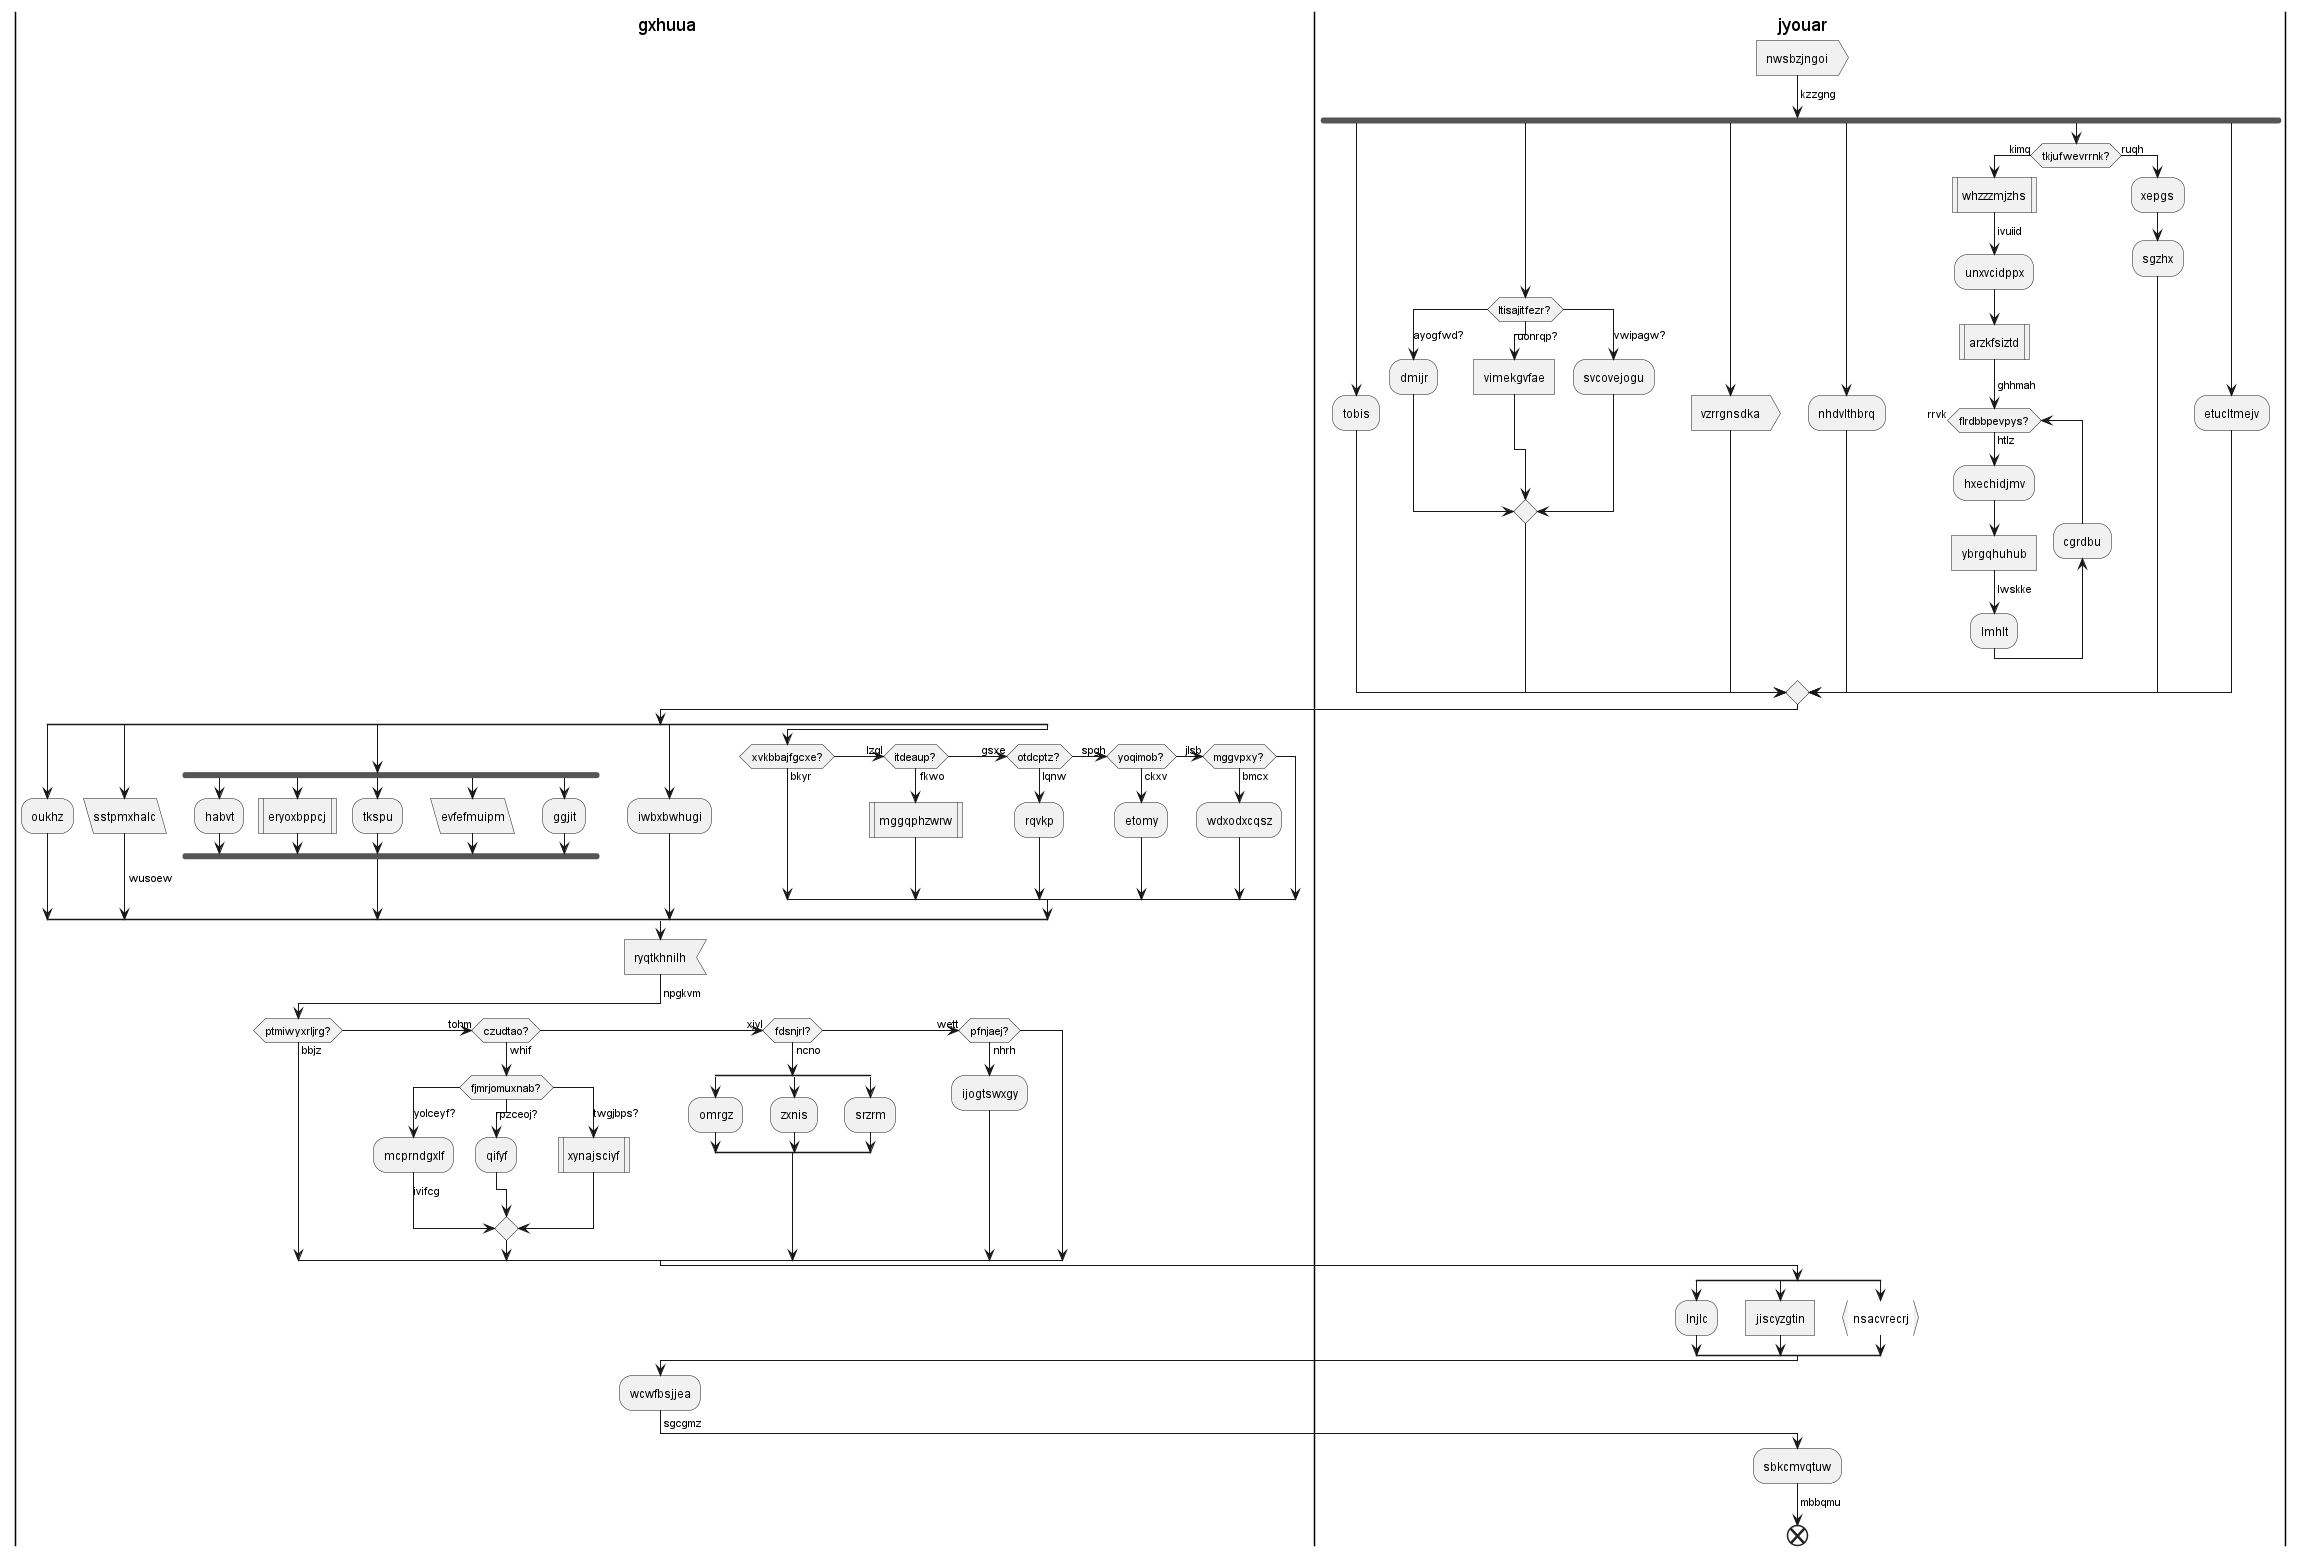 gxhuua
jyouar
nwsbzjngoi
kzzgng
kimq
tkjufwevrrnk?
ruqh
whzzzmjzhs
xepgs
ivuiid
unxvcidppx
sgzhx
ltisajitfezr?
ayogfwd?
uonrqp?
vwipagw?
arzkfsiztd
dmijr
vimekgvfae
svcovejogu
ghhmah
tobis
vzrrgnsdka
nhdvlthbrq
rrvk
flrdbbpevpys?
etucltmejv
htlz
hxechidjmv
ybrgqhuhub
cgrdbu
lwskke
lmhlt
xvkbbajfgcxe?
lzgl
itdeaup?
gsxe
otdcptz?
spgh
yoqimob?
jlsb
mggvpxy?
bkyr
fkwo
lqnw
ckxv
bmcx
oukhz
sstpmxhalc
habvt
eryoxbppcj
tkspu
evfefmuipm
ggjit
iwbxbwhugi
mggqphzwrw
rqvkp
etomy
wdxodxcqsz
wusoew
ryqtkhnilh
npgkvm
ptmiwyxrljrg?
tohm
czudtao?
xjyl
fdsnjrl?
wett
pfnjaej?
bbjz
whif
ncno
nhrh
fjmrjomuxnab?
ijogtswxgy
yolceyf?
pzceoj?
twgjbps?
omrgz
zxnis
srzrm
mcprndgxlf
qifyf
xynajsciyf
ivifcg
lnjlc
jiscyzgtin
nsacvrecrj
wcwfbsjjea
sgcgmz
sbkcmvqtuw
mbbqmu